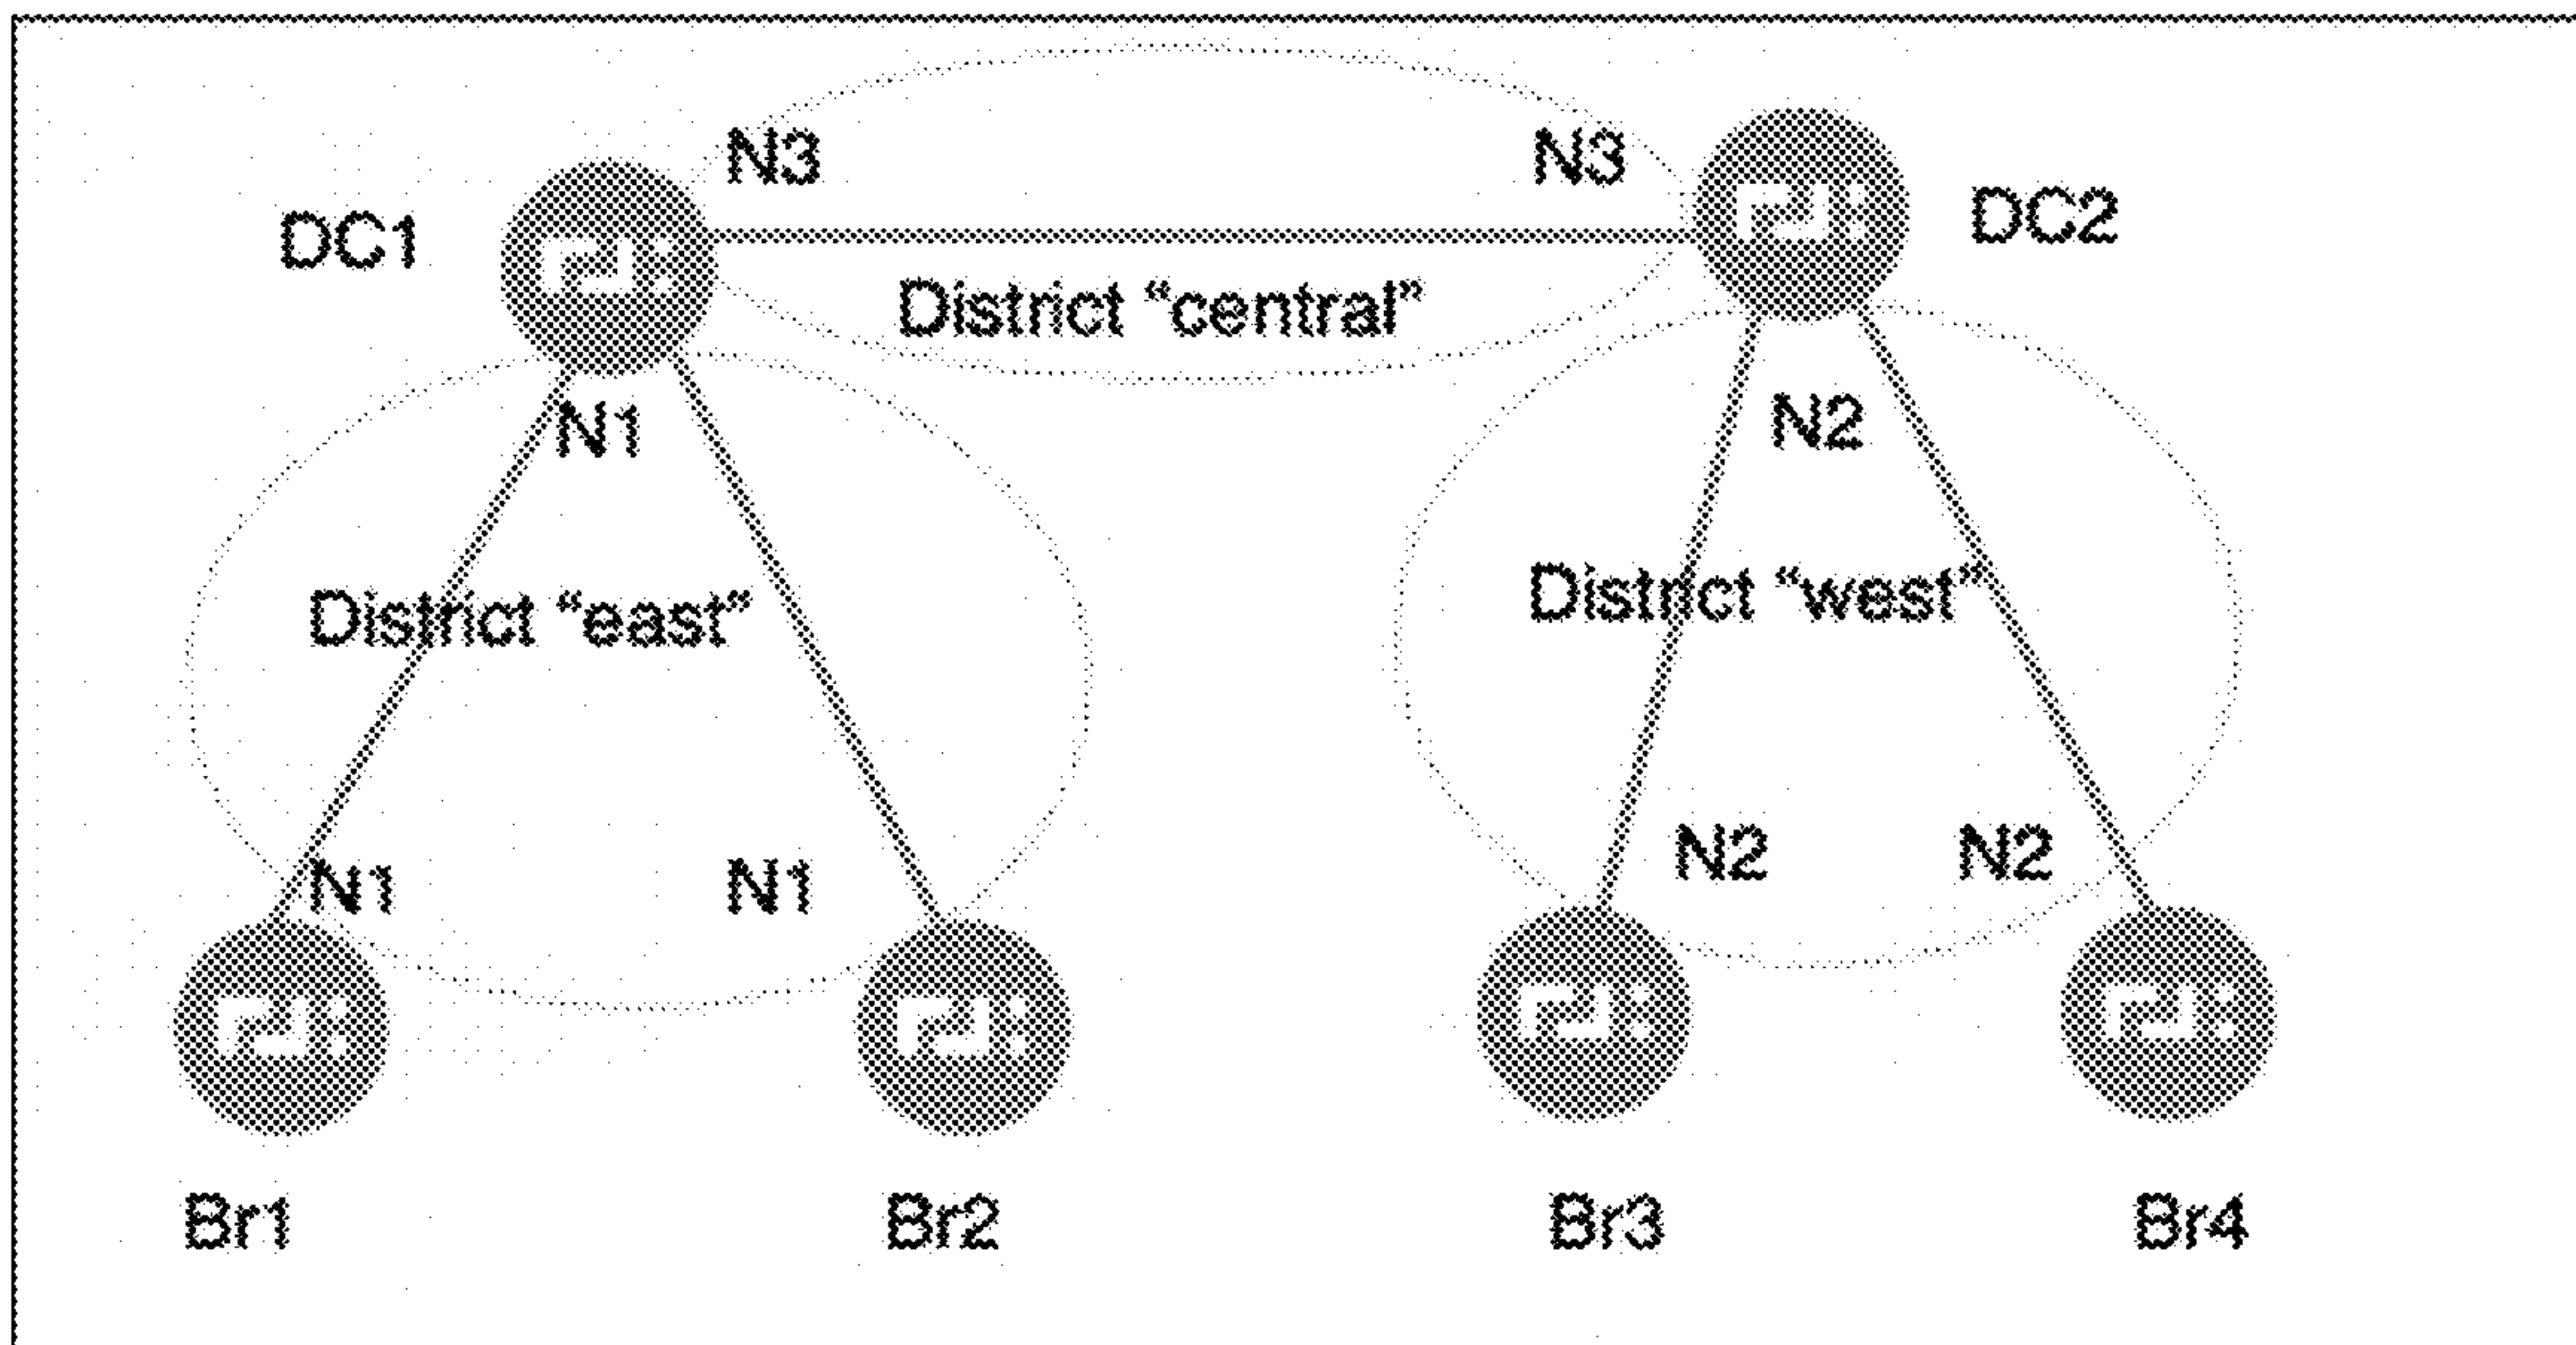 N3
N3
DC1
DC2
District “central”
N1
N2
District “east”
District “west”
N1
N1
N2
N2
Br1
Br2
Br3
Br4